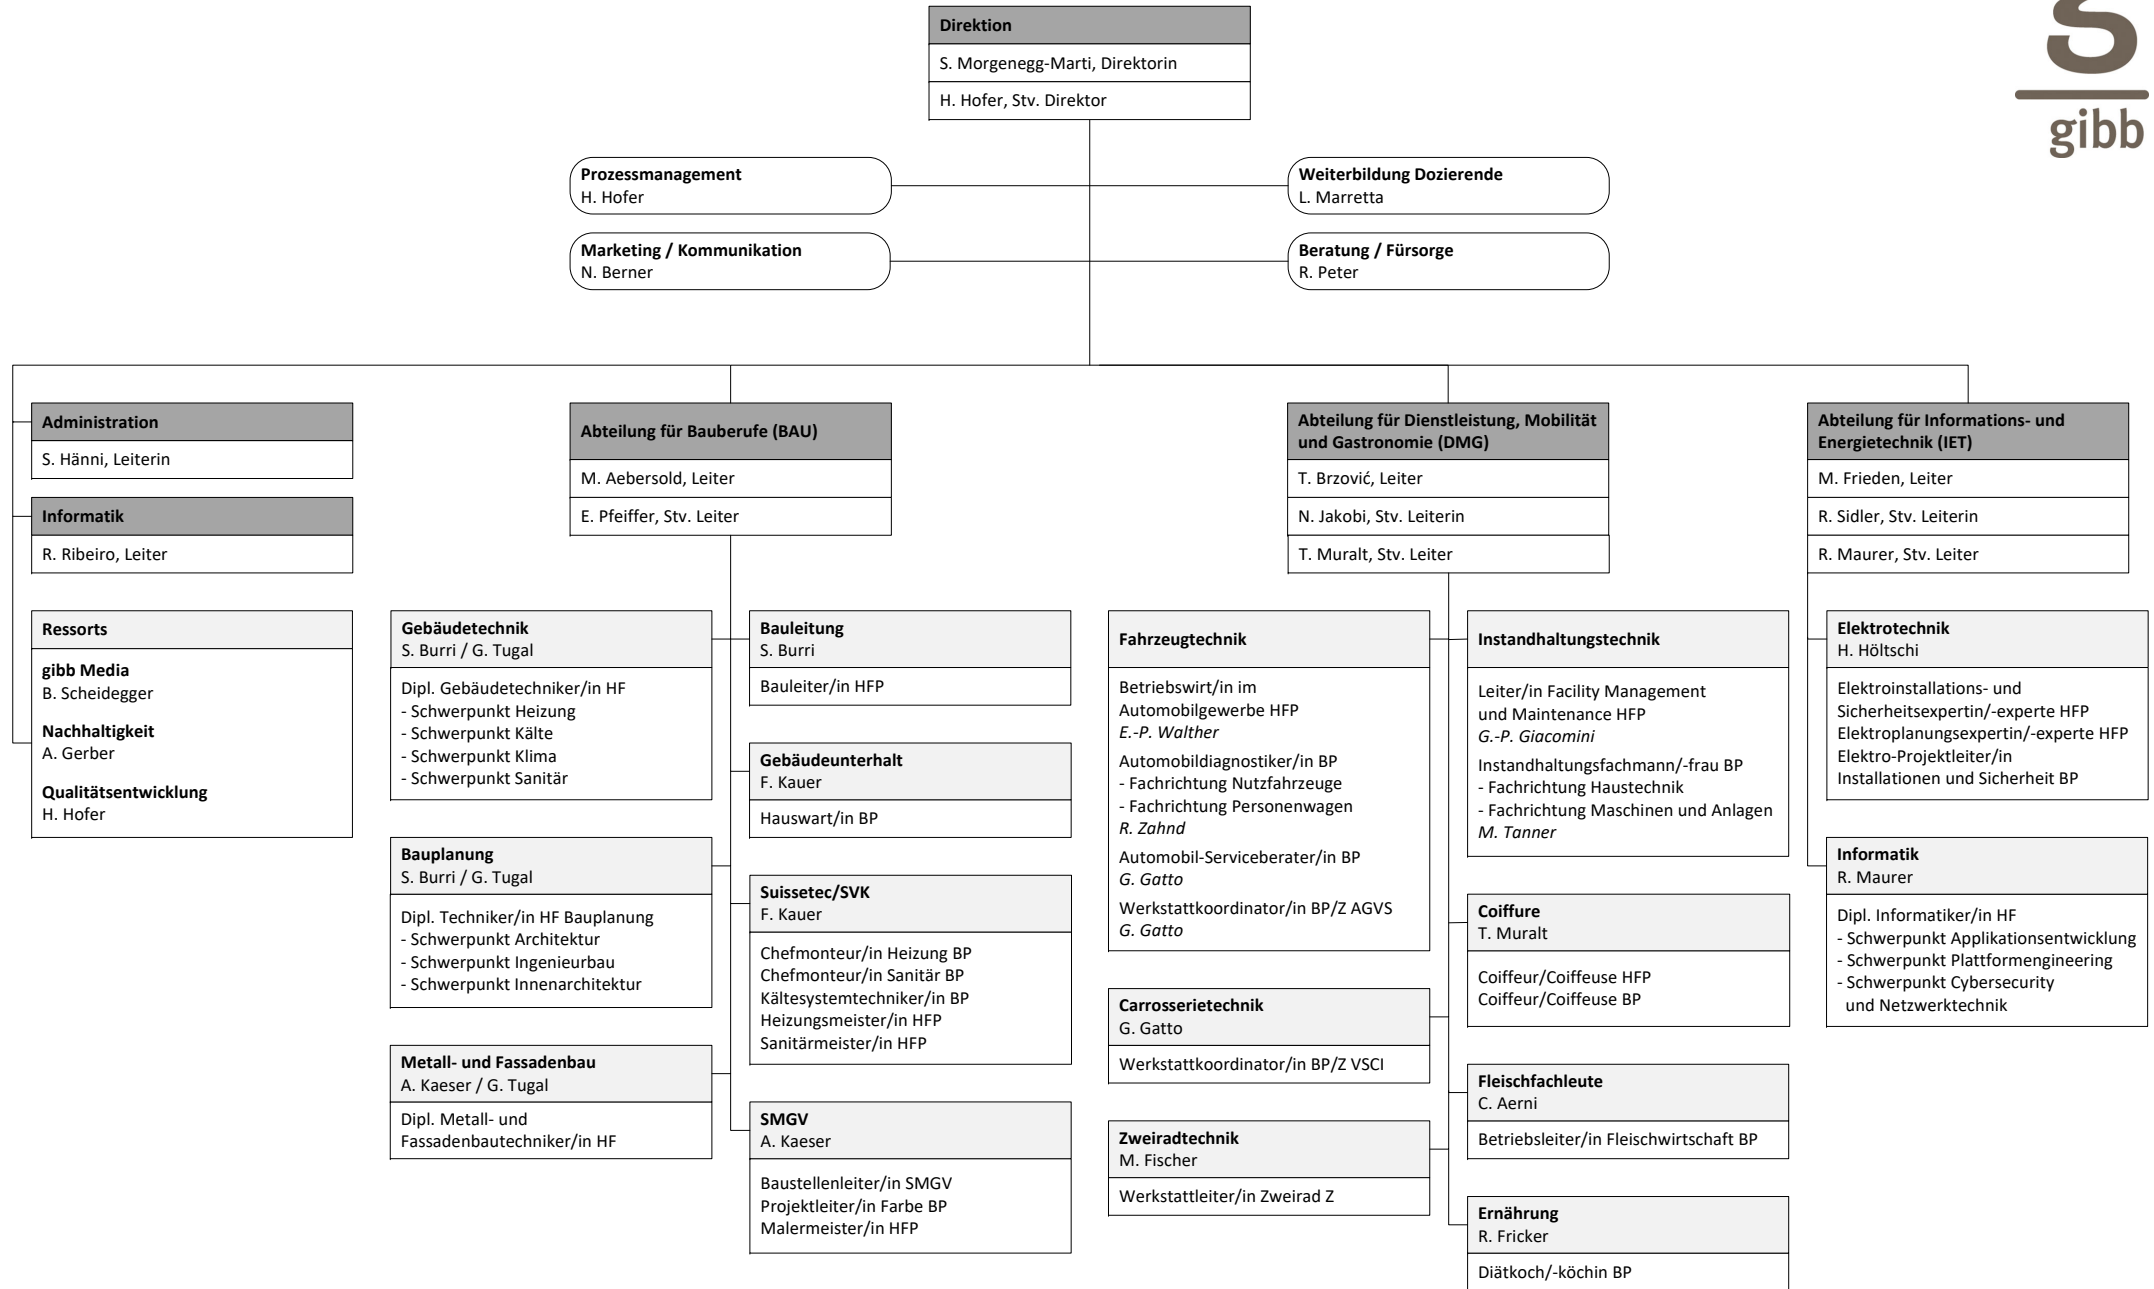 Direktion
S. Morgenegg-Marti, Direktorin
H. Hofer, Stv. Direktor
gibb
Prozessmanagement
H. Hofer
Weiterbildung Dozierende
L. Marretta
Marketing / Kommunikation
N. Berner
Beratung / Fürsorge
R. Peter
Administration
S. Hänni, Leiterin
Informatik
R. Ribeiro, Leiter
Ressorts
gibb Media
B. Scheidegger
Nachhaltigkeit
A. Gerber
Qualitätsentwicklung
H. Hofer
Abteilung für Bauberufe (BAU)
M. Aebersold, Leiter
E. Pfeiffer, Stv. Leiter
Gebäudetechnik
S. Burri / G. Tugal
Dipl. Gebäudetechniker/in HF
- Schwerpunkt Heizung
- Schwerpunkt Kälte
- Schwerpunkt Klima
- Schwerpunkt Sanitär
Bauplanung
S. Burri / G. Tugal
Dipl. Techniker/in HF Bauplanung
- Schwerpunkt Architektur
- Schwerpunkt Ingenieurbau
- Schwerpunkt Innenarchitektur
Metall- und Fassadenbau
A. Kaeser / G. Tugal
Dipl. Metall- und
Fassadenbautechniker/in HF
Bauleitung
S. Burri
Bauleiter/in HFP
Gebäudeunterhalt
F. Kauer
Hauswart/in BP
Suissetec/SVK
F. Kauer
Chefmonteur/in Heizung BP
Chefmonteur/in Sanitär BP
Kältesystemtechniker/in BP
Heizungsmeister/in HFP
Sanitärmeister/in HFP
SMGV
A. Kaeser
Baustellenleiter/in SMGV
Projektleiter/in Farbe BP
Malermeister/in HFP
Abteilung für Dienstleistung, Mobilität
und Gastronomie (DMG)
T. Brzović, Leiter
N. Jakobi, Stv. Leiterin
T. Muralt, Stv. Leiter
Fahrzeugtechnik
Betriebswirt/in im
Automobilgewerbe HFP
E.-P. Walther
Automobildiagnostiker/in BP
- Fachrichtung Nutzfahrzeuge
- Fachrichtung Personenwagen
R. Zahnd
Automobil-Serviceberater/in BP
G. Gatto
Werkstattkoordinator/in BP/Z AGVS
G. Gatto
Carrosserietechnik
G. Gatto
Werkstattkoordinator/in BP/Z VSCI
Zweiradtechnik
M. Fischer
Werkstattleiter/in Zweirad Z
Instandhaltungstechnik
Leiter/in Facility Management
und Maintenance HFP
G.-P. Giacomini
Instandhaltungsfachmann/-frau BP
- Fachrichtung Haustechnik
- Fachrichtung Maschinen und Anlagen
M. Tanner
Coiffure
T. Muralt
Coiffeur/Coiffeuse HFP
Coiffeur/Coiffeuse BP
Fleischfachleute
C. Aerni
Betriebsleiter/in Fleischwirtschaft BP
Ernährung
R. Fricker
Diätkoch/-köchin BP
Abteilung für Informations- und
Energietechnik (IET)
M. Frieden, Leiter
R. Sidler, Stv. Leiterin
R. Maurer, Stv. Leiter
Elektrotechnik
H. Höltschi
Elektroinstallations- und
Sicherheitsexpertin/-experte HFP
Elektroplanungsexpertin/-experte HFP
Elektro-Projektleiter/in
Installationen und Sicherheit BP
Informatik
R. Maurer
Dipl. Informatiker/in HF
- Schwerpunkt Applikationsentwicklung
- Schwerpunkt Plattformengineering
- Schwerpunkt Cybersecurity
und Netzwerktechnik